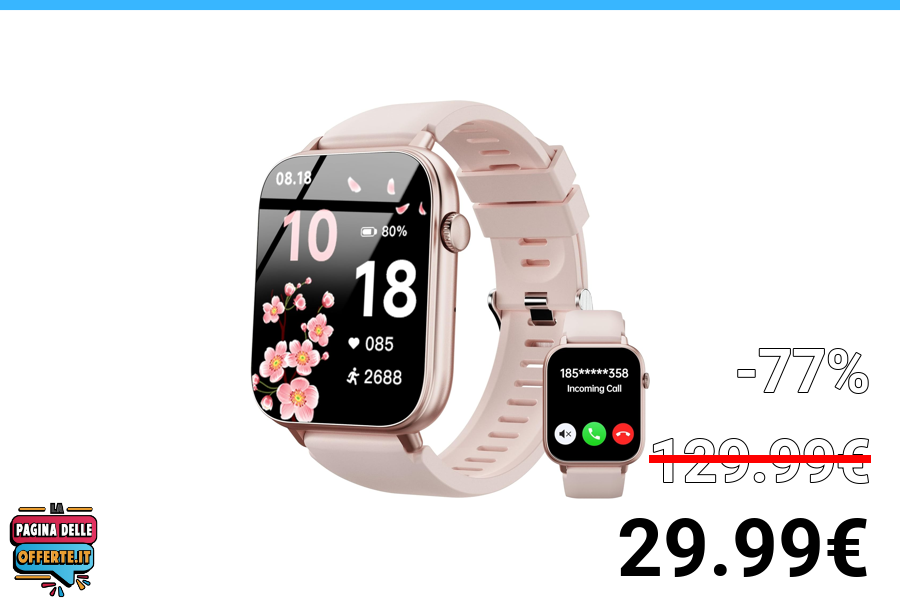 08.18
10
80%
18
085
2688
185*****358
Incoming Call
-77%
129.99€
29.99€
LA
PAGINA DELLE
OFFERTE.IT